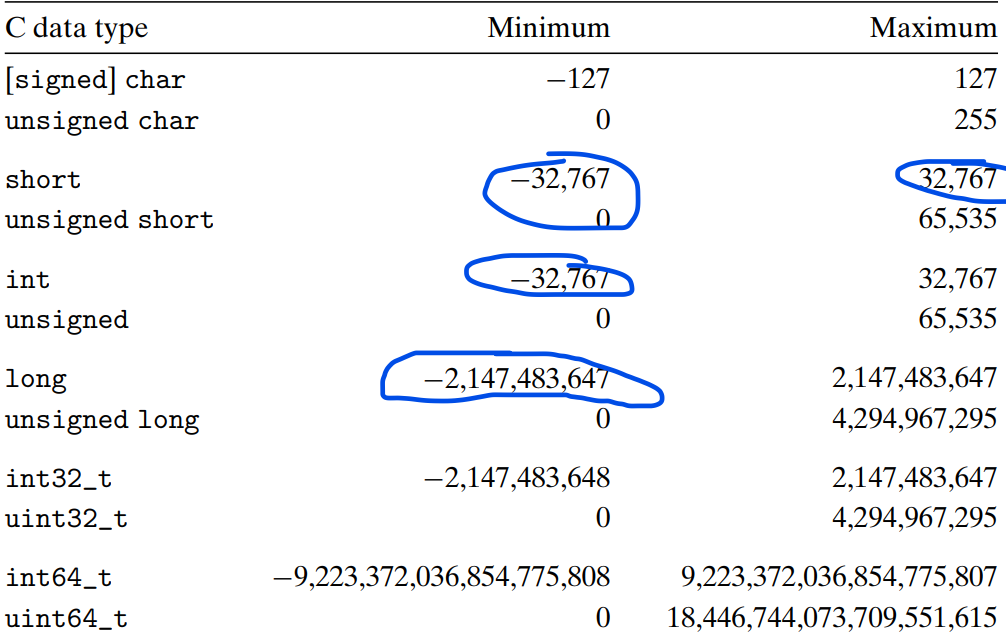 C data type Minimum Maximum
[signed] char −127 127
unsigned char 0 255
short −32,767 32,767
unsigned short 0 65,535
int −32,767 32,767
unsigned 0 65,535
long −2,147,483,647 2,147,483,647
unsigned long 0 4,294,967,295
int32_t −2,147,483,648 2,147,483,647
uint32_t 0 4,294,967,295
int64_t −9,223,372,036,854,775,808 9,223,372,036,854,775,807
uint64_t 0 18,446,744,073,709,551,615